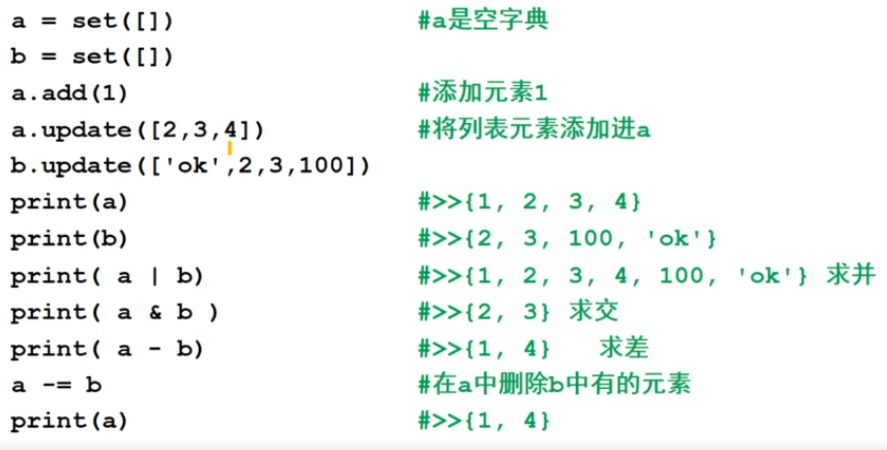 a = set([]) #a是空字典
b = set([])
a.add(1) #添加元素1
a.update([2,3,4]) #将列表元素添加进a
b.update(['ok',2,3,100])
print(a) #>>{1, 2, 3, 4}
print(b) #>>{2, 3, 100, 'ok'}
print( a | b) #>>{1, 2, 3, 4, 100, 'ok'} 求并
print( a & b ) #>>{2, 3} 求交
print( a - b) #>>{1, 4} 求差
a -= b #在a中删除b中有的元素
print(a) #>>{1, 4}